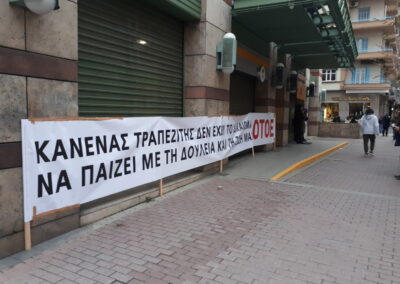 ΚΑΝΕΝΑΣ ΤΡΑΠΕΖΙΤΗΣ ΔΕΝ ΕΧΕΙ ΤΟ ΔΙΚΑΙΩΜΑ
ΝΑ ΠΑΙΖΕΙ ΜΕ ΤΗ ΔΟΥΛΕΙΑ ΚΑΙ ΤΗ ΖΩΗ ΜΑΣ
ΟΤΟΕ